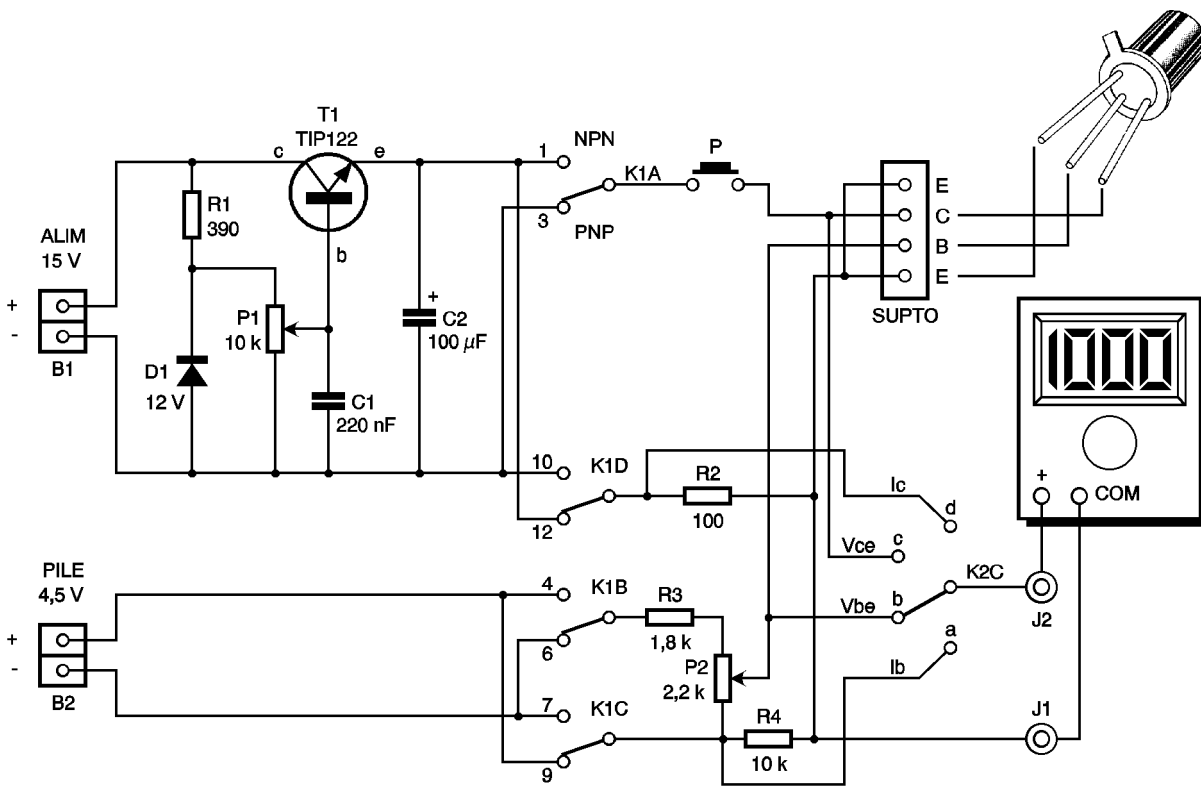 T1
TIP122
c
e
b
R1
390
ALIM
15 V
+
-
B1
P1
10 k
D1
12 V
C1
220 nF
+
C2
100 µF
1
NPN
K1A
3
PNP
P
E
C
B
E
SUPTO
1000
+
COM
10
K1D
12
R2
100
Ic
d
c
Vce
K2C
b
Vbe
a
Ib
J2
J1
PILE
4,5 V
+
-
B2
4
K1B
6
R3
1,8 k
P2
2,2 k
7
K1C
9
R4
10 k